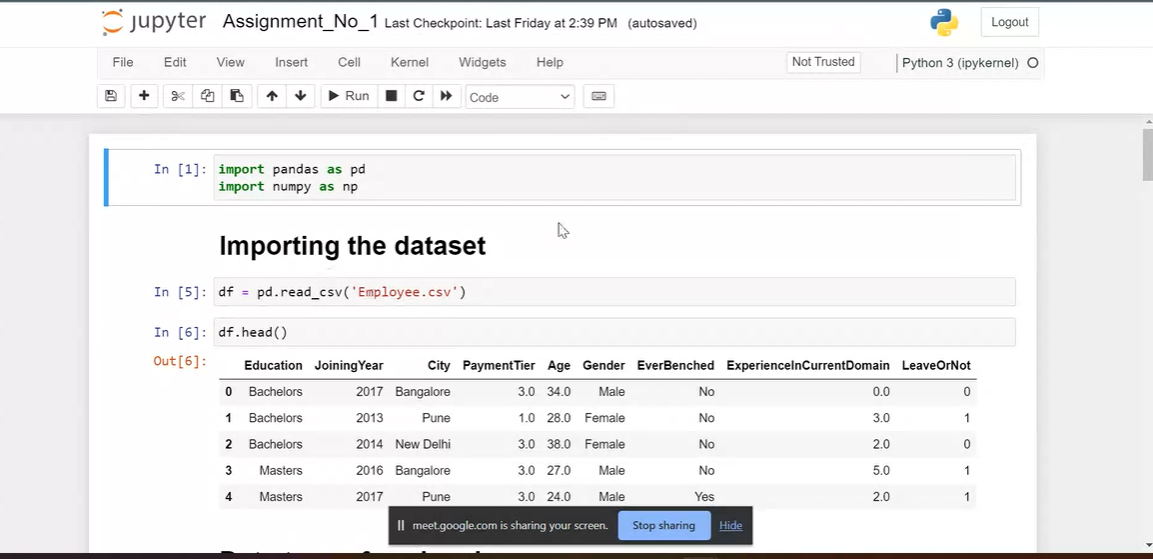 jupyter Assignment_No_1 Last Checkpoint: Last Friday at 2:39 PM (autosaved) Logout
File Edit View Insert Cell Kernel Widgets Help Not Trusted Python 3 (ipykernel)
Run Code
In [1]: import pandas as pd
import numpy as np
Importing the dataset
In [5]: df = pd.read_csv('Employee.csv')
In [6]: df.head()
Out[6]:
Education JoiningYear City PaymentTier Age Gender EverBenched ExperienceInCurrentDomain LeaveOrNot
0 Bachelors 2017 Bangalore 3.0 34.0 Male No 0.0 0
1 Bachelors 2013 Pune 1.0 28.0 Female No 3.0 1
2 Bachelors 2014 New Delhi 3.0 38.0 Female No 2.0 0
3 Masters 2016 Bangalore 3.0 27.0 Male No 5.0 1
4 Masters 2017 Pune 3.0 24.0 Male Yes 2.0 1
meet.google.com is sharing your screen. Stop sharing Hide